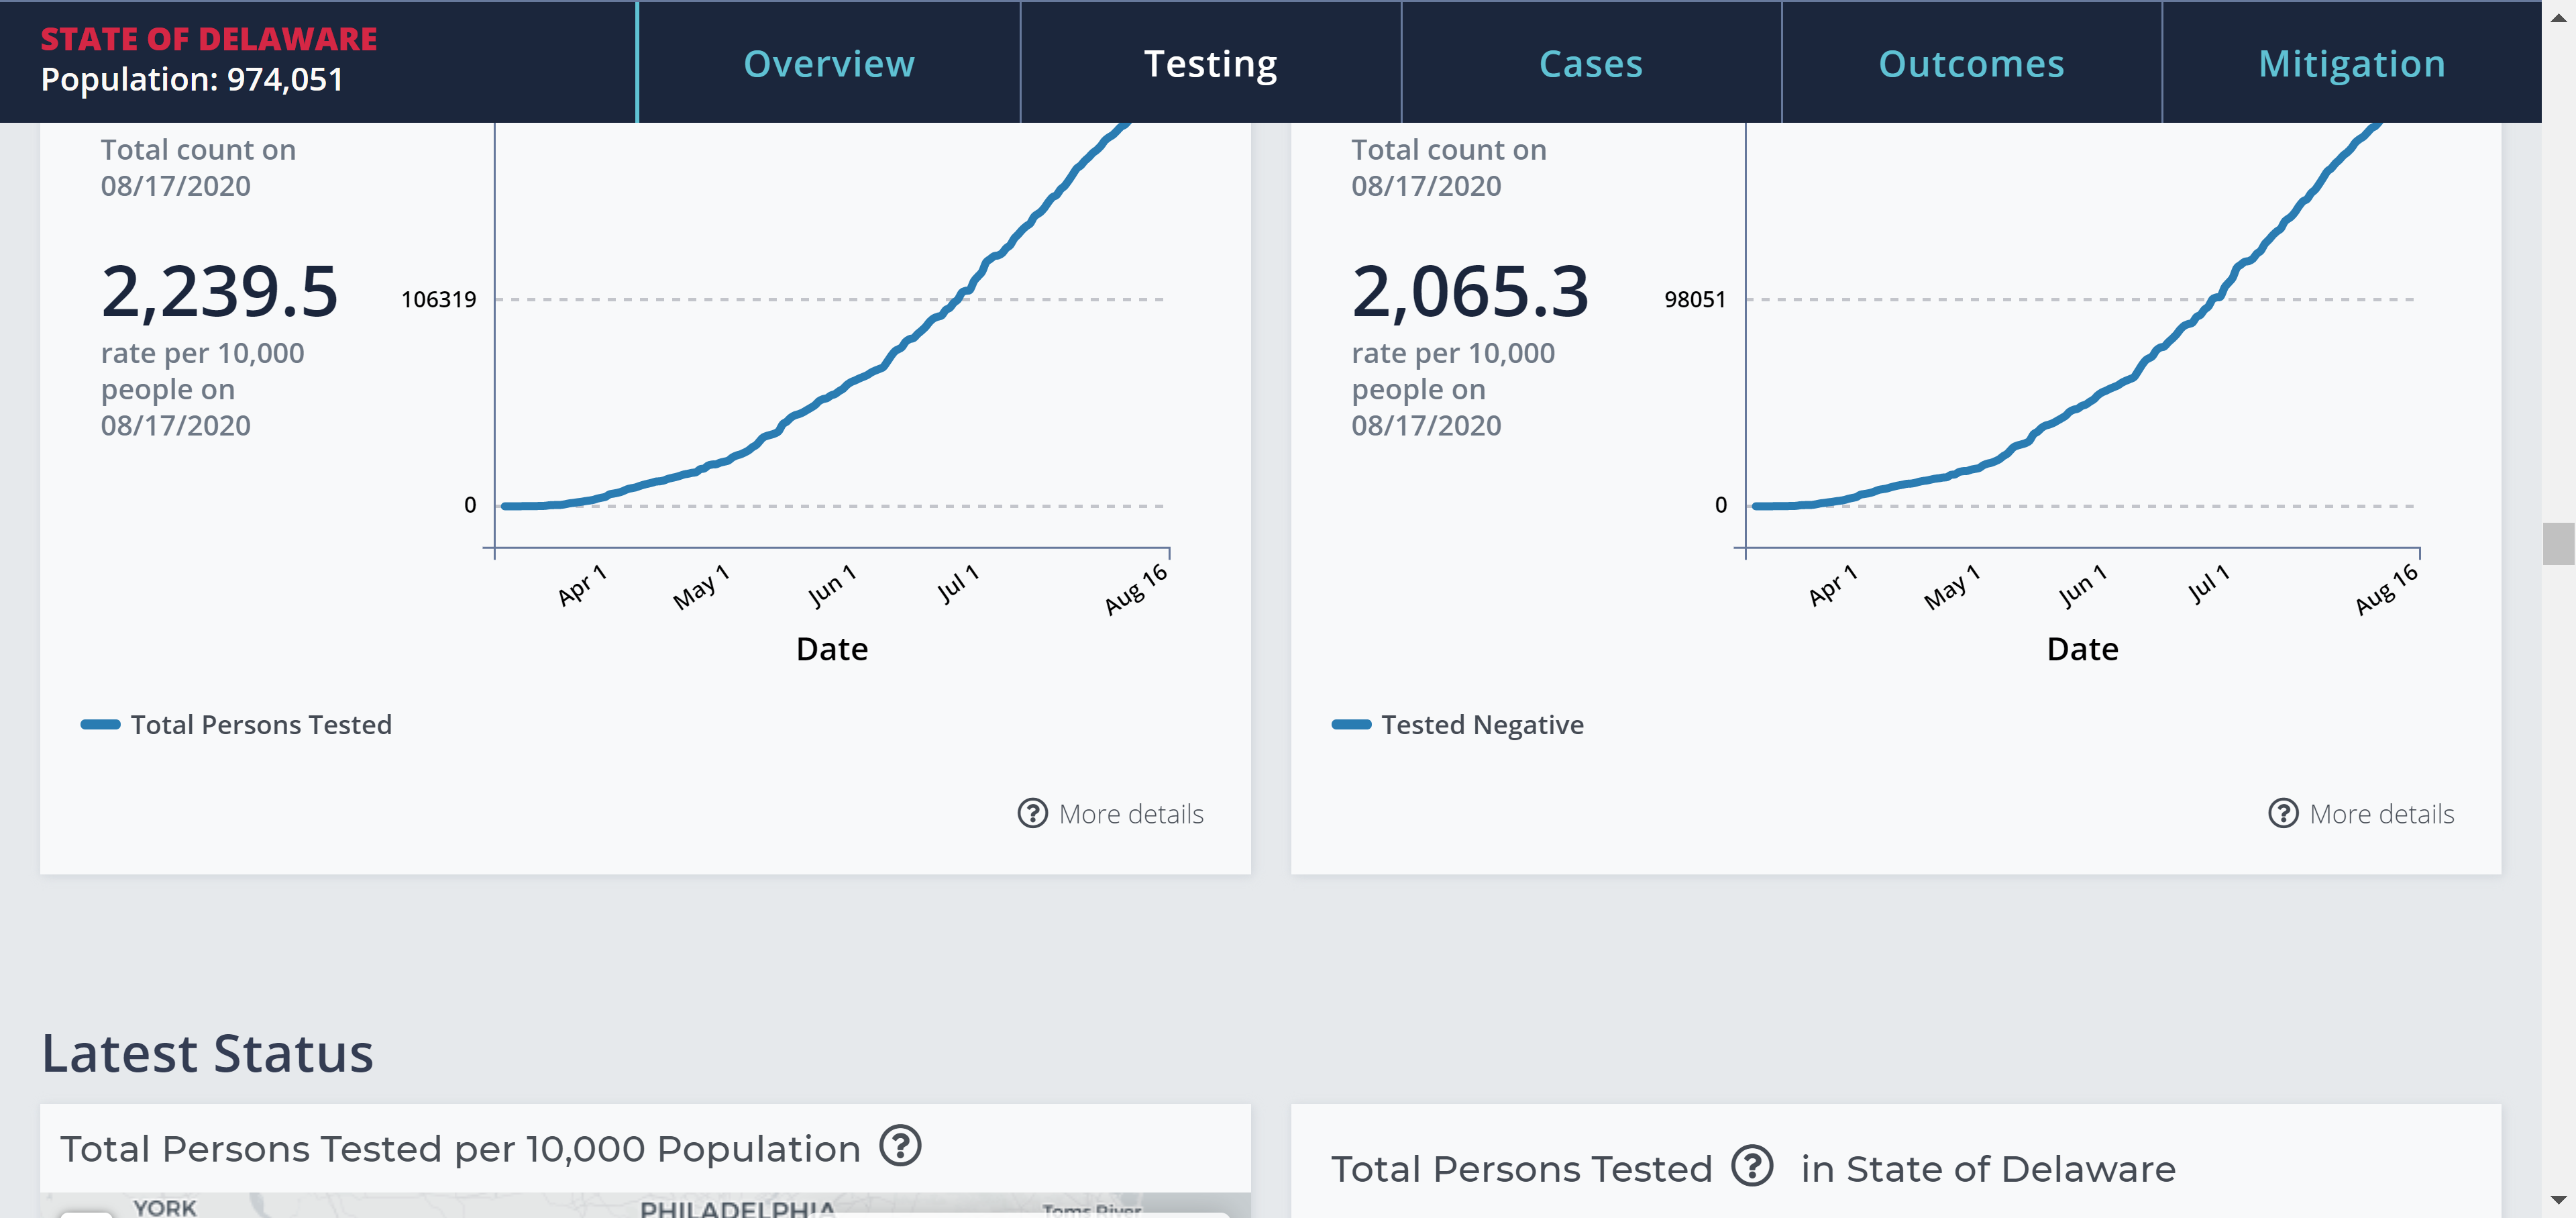 STATE OF DELAWARE
Population: 974,051
Overview
Testing
Cases
Outcomes
Mitigation
Total count on
08/17/2020
2,239.5
rate per 10,000
people on
08/17/2020
106319
0
Apr 1
May 1
Jun 1
Jul 1
Aug 16
Date
Total Persons Tested
More details
Total count on
08/17/2020
2,065.3
rate per 10,000
people on
08/17/2020
98051
0
Apr 1
May 1
Jun 1
Jul 1
Aug 16
Date
Tested Negative
More details
Latest Status
Total Persons Tested per 10,000 Population
YORK
PHILADELPHIA
Toms River
Total Persons Tested in State of Delaware